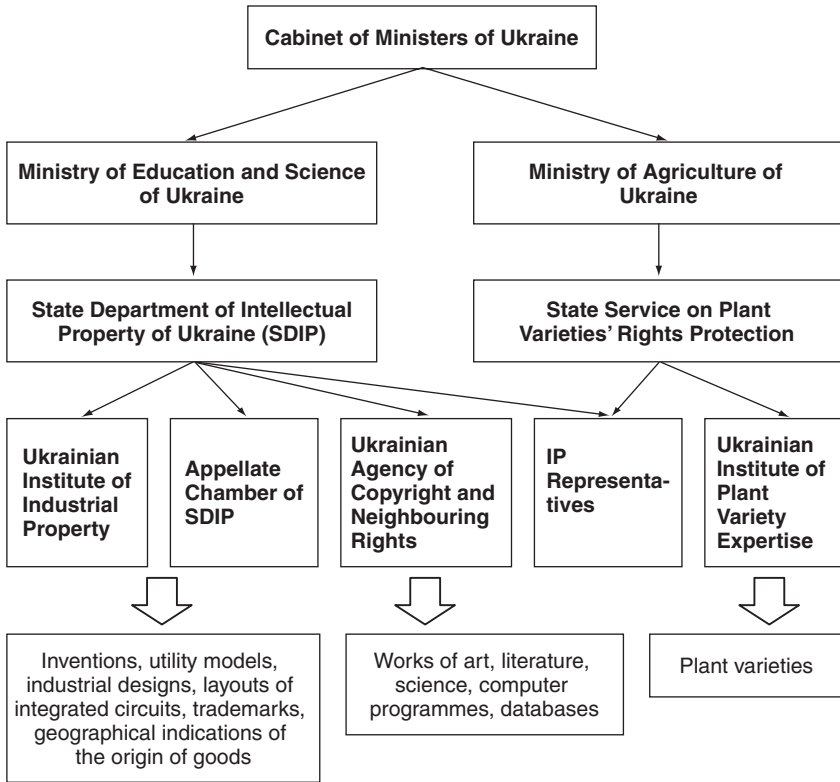 Cabinet of Ministers of Ukraine
Ministry of Education and Science
of Ukraine
Ministry of Agriculture of
Ukraine
State Department of Intellectual
Property of Ukraine (SDIP)
State Service on Plant
Varieties’ Rights Protection
Ukrainian
Institute of
Industrial
Property
Appellate
Chamber of
SDIP
Ukrainian
Agency of
Copyright and
Neighbouring
Rights
IP
Representa-
tives
Ukrainian
Institute of
Plant
Variety
Expertise
Inventions, utility models,
industrial designs, layouts of
integrated circuits, trademarks,
geographical indications of
the origin of goods
Works of art, literature,
science, computer
programmes, databases
Plant varieties